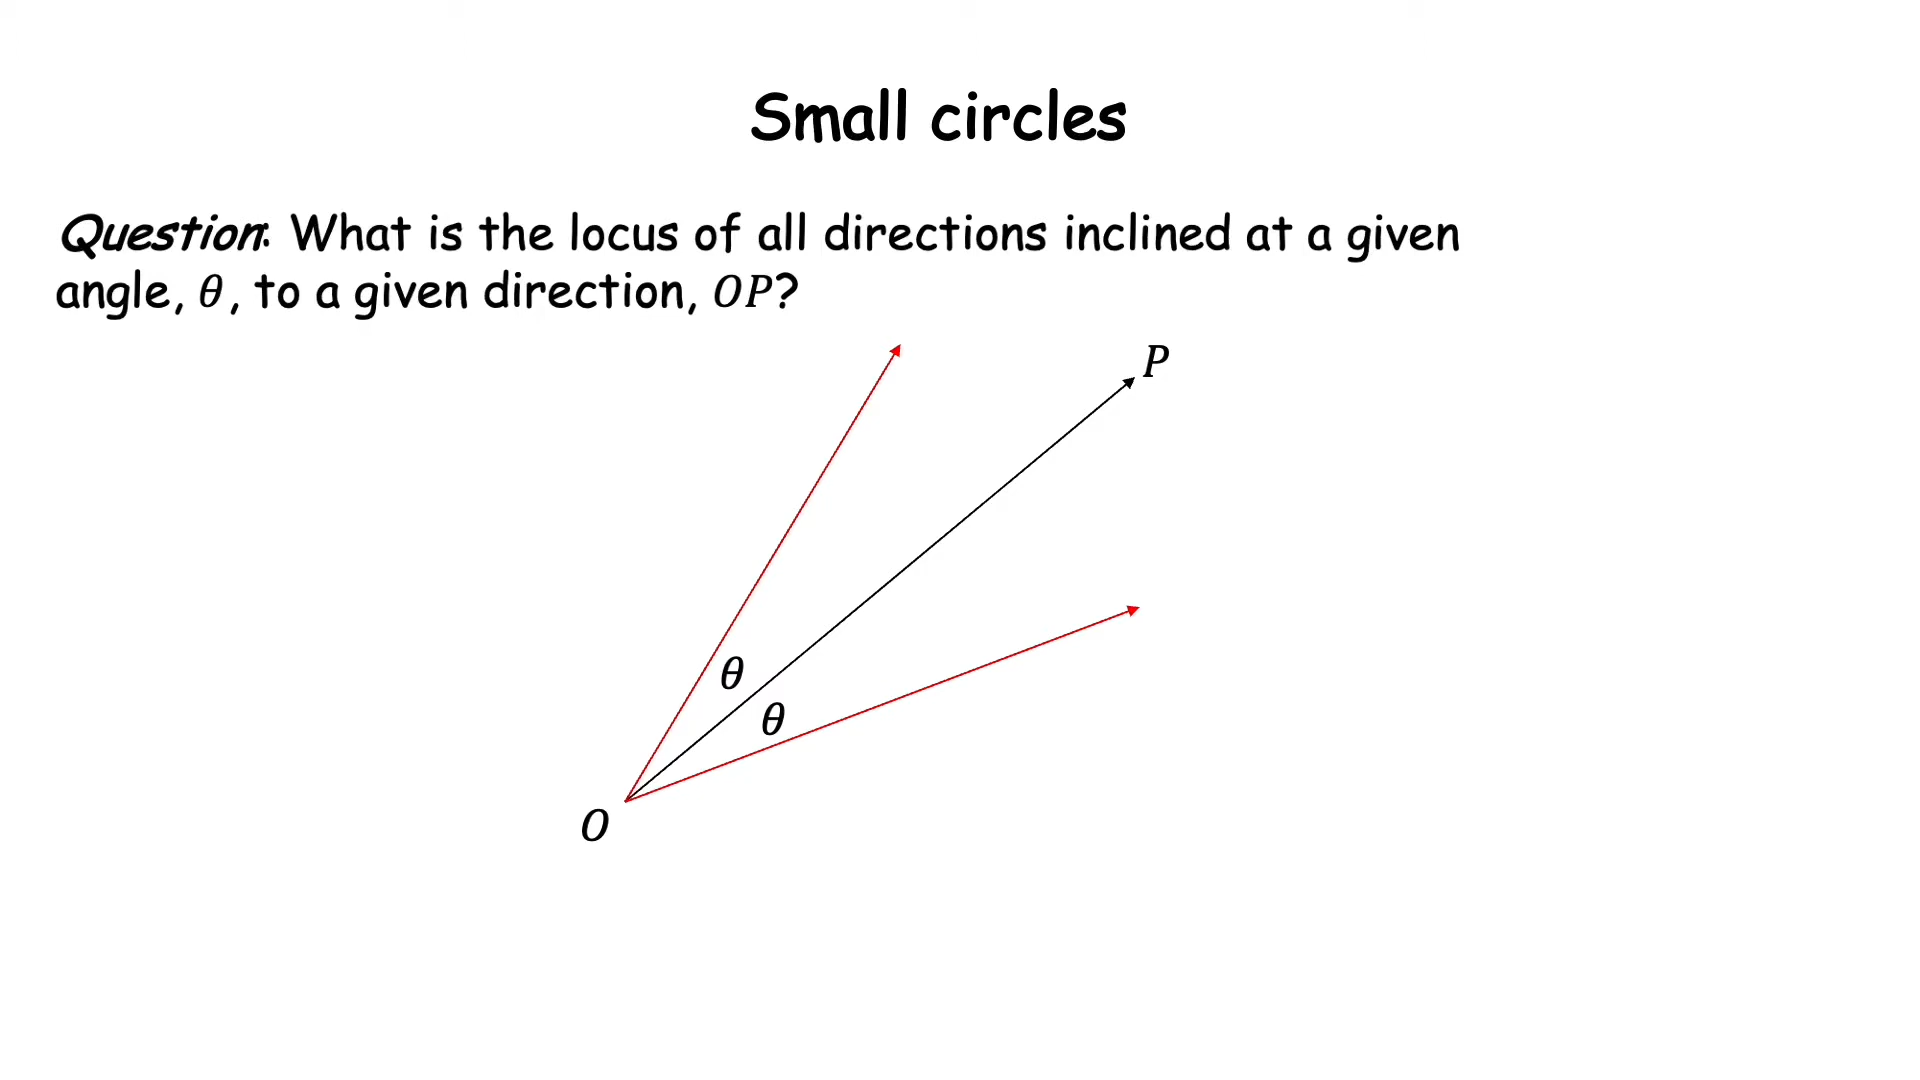 Small circles
Question: What is the locus of all directions inclined at a given
angle, θ, to a given direction, OP?
P
θ
θ
O